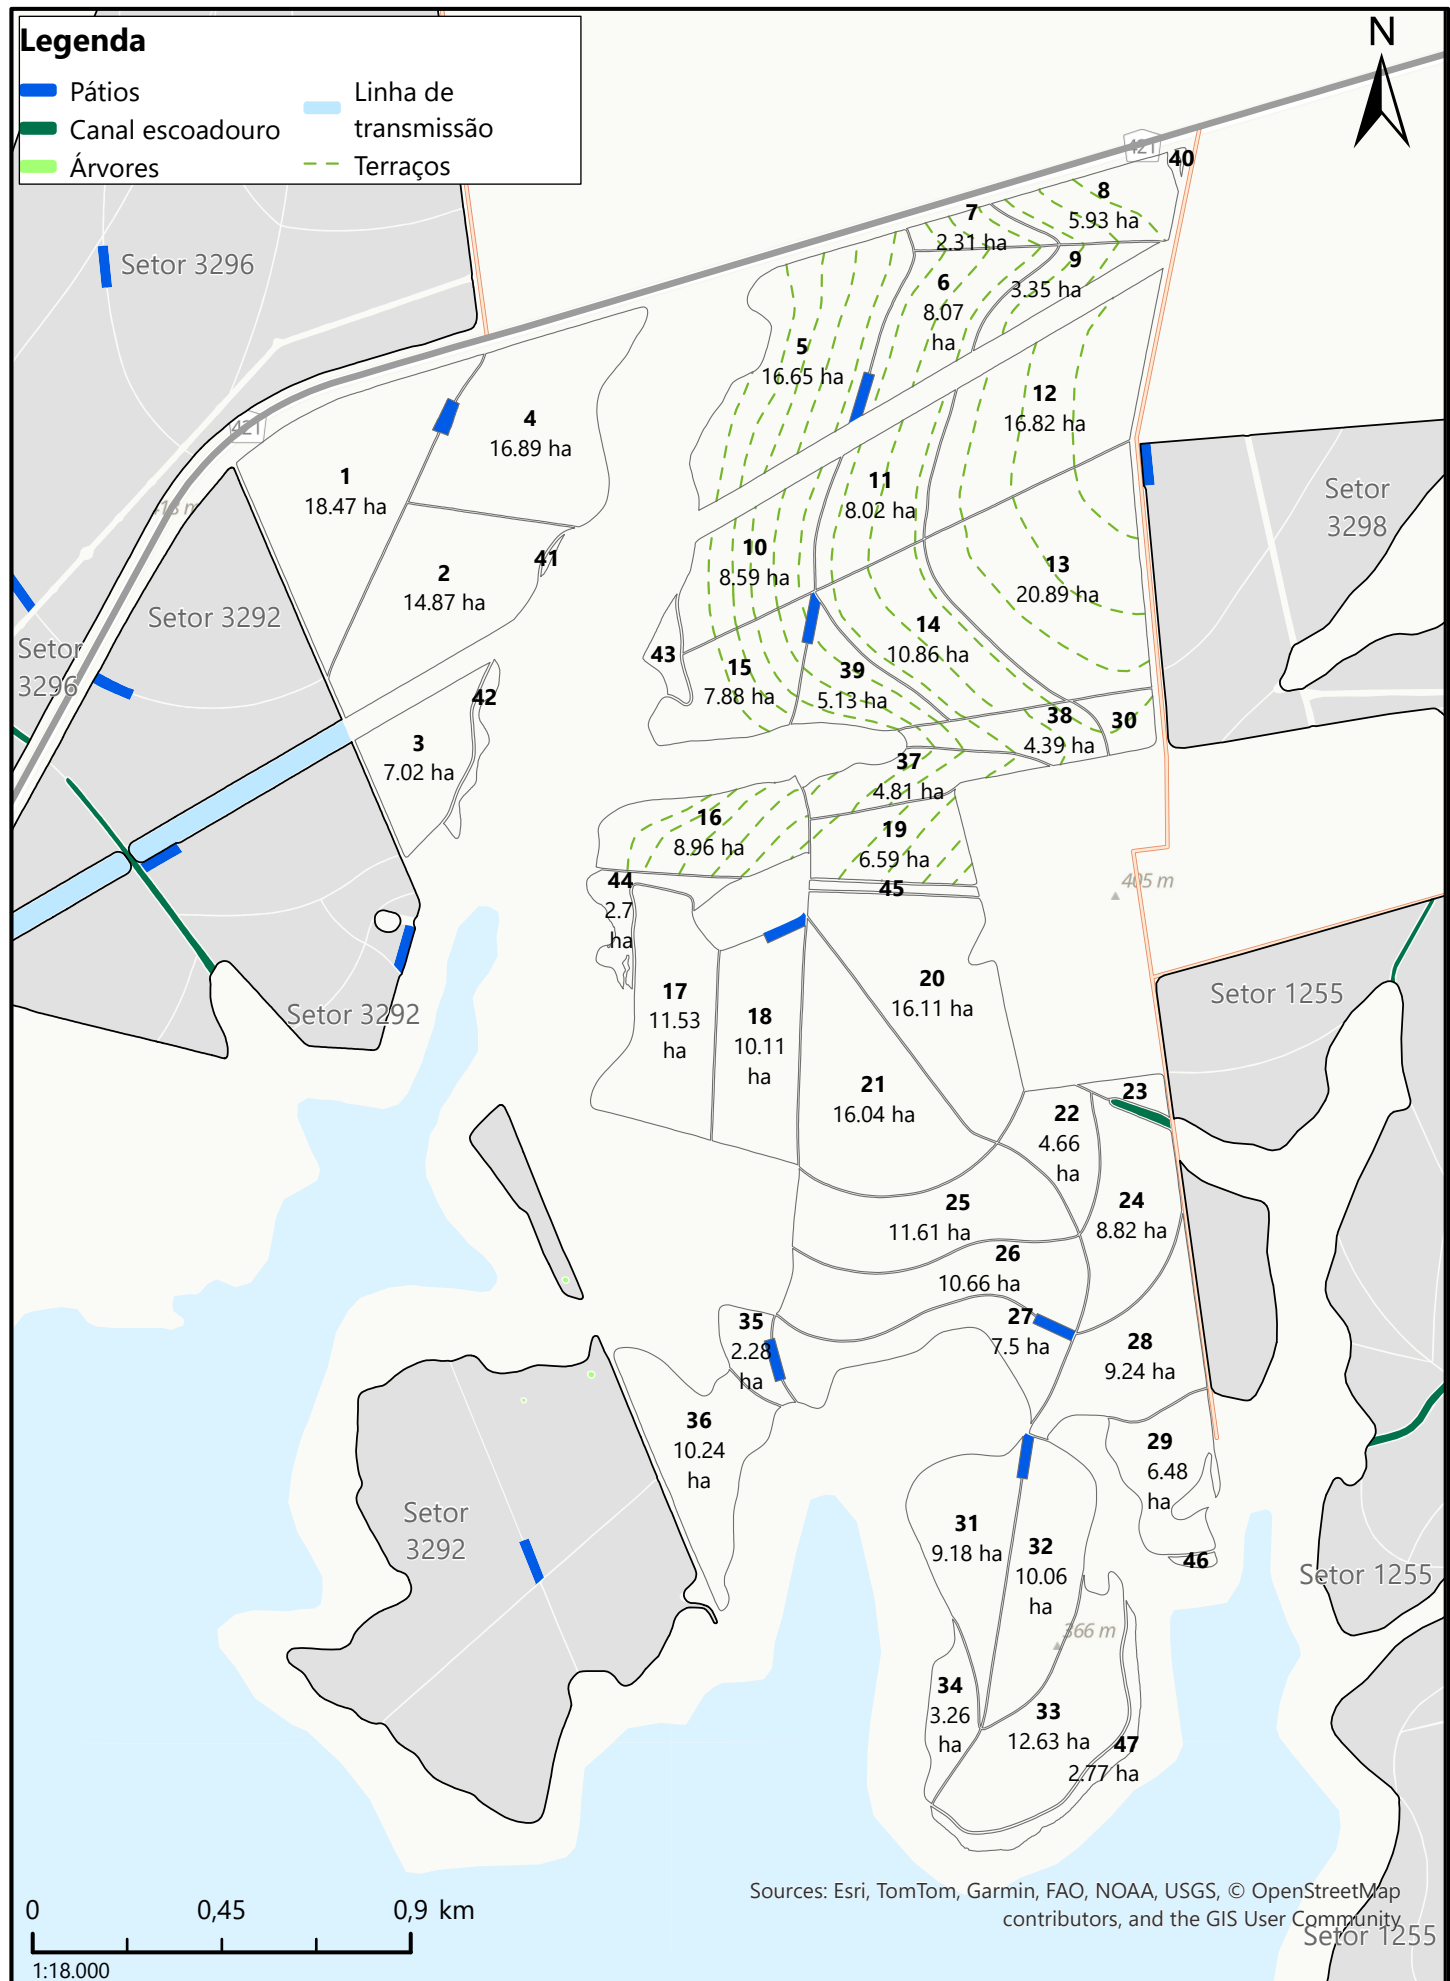 Legenda
Pátios
Canal escoadouro
Árvores
Linha de
transmissão
Terraços
N
421
40
8
5.93 ha
7
2.31 ha
9
3.35 ha
6
8.07
ha
Setor 3296
5
16.65 ha
12
16.82 ha
4
16.89 ha
421
1
18.47 ha
11
8.02 ha
Setor
3298
10
8.59 ha
41
2
14.87 ha
13
20.89 ha
Setor 3292
14
10.86 ha
Setor
3296
43
15
7.88 ha
39
5.13 ha
42
3
7.02 ha
38
4.39 ha
30
37
4.81 ha
16
8.96 ha
19
6.59 ha
44
2.7
ha
45
405 m
20
16.11 ha
17
11.53
ha
18
10.11
ha
Setor 1255
Setor 3292
21
16.04 ha
22
4.66
ha
23
25
11.61 ha
24
8.82 ha
26
10.66 ha
35
2.28
ha
27
7.5 ha
28
9.24 ha
36
10.24
ha
29
6.48
ha
Setor
3292
31
9.18 ha
32
10.06
ha
46
Setor 1255
366 m
34
3.26
ha
33
12.63 ha
47
2.77 ha
Sources: Esri, TomTom, Garmin, FAO, NOAA, USGS, © OpenStreetMap
contributors, and the GIS User Community
Setor 1255
0 0,45 0,9 km
1:18.000